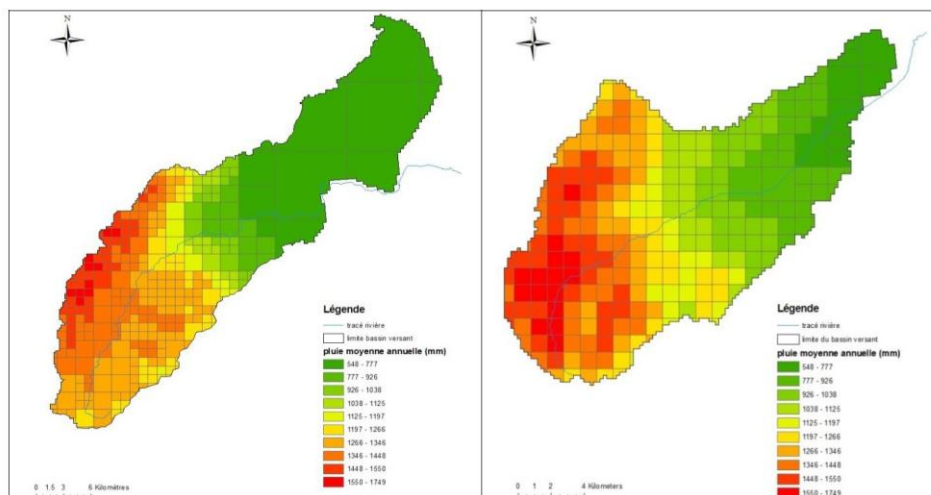 N
Légende
tracé rivière
limite bassin versant
pluie moyenne annuelle (mm)
548 - 777
777 - 926
926 - 1038
1038 - 1125
1125 - 1197
1197 - 1266
1266 - 1346
1346 - 1448
1448 - 1550
1550 - 1749
0 1.5 3 6 Kilomètres
N
Légende
tracé rivière
limite du bassin versant
pluie moyenne annuelle (mm)
548 - 777
777 - 926
926 - 1038
1038 - 1125
1125 - 1197
1197 - 1266
1266 - 1346
1346 - 1448
1448 - 1550
1550 - 1749
0 1 2 4 Kilometers